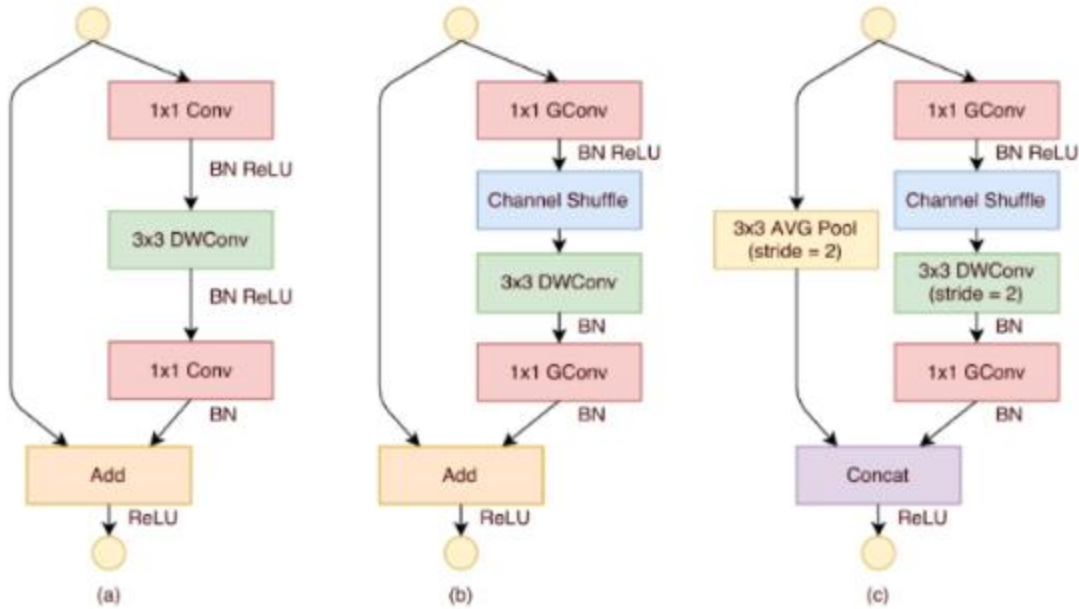 1x1 Conv
BN ReLU
3x3 DWConv
BN ReLU
1x1 Conv
BN
Add
ReLU
(a)
1x1 GConv
BN ReLU
Channel Shuffle
3x3 DWConv
BN
1x1 GConv
BN
Add
ReLU
(b)
3x3 AVG Pool
(stride = 2)
1x1 GConv
BN ReLU
Channel Shuffle
3x3 DWConv
(stride = 2)
BN
1x1 GConv
BN
Concat
ReLU
(c)